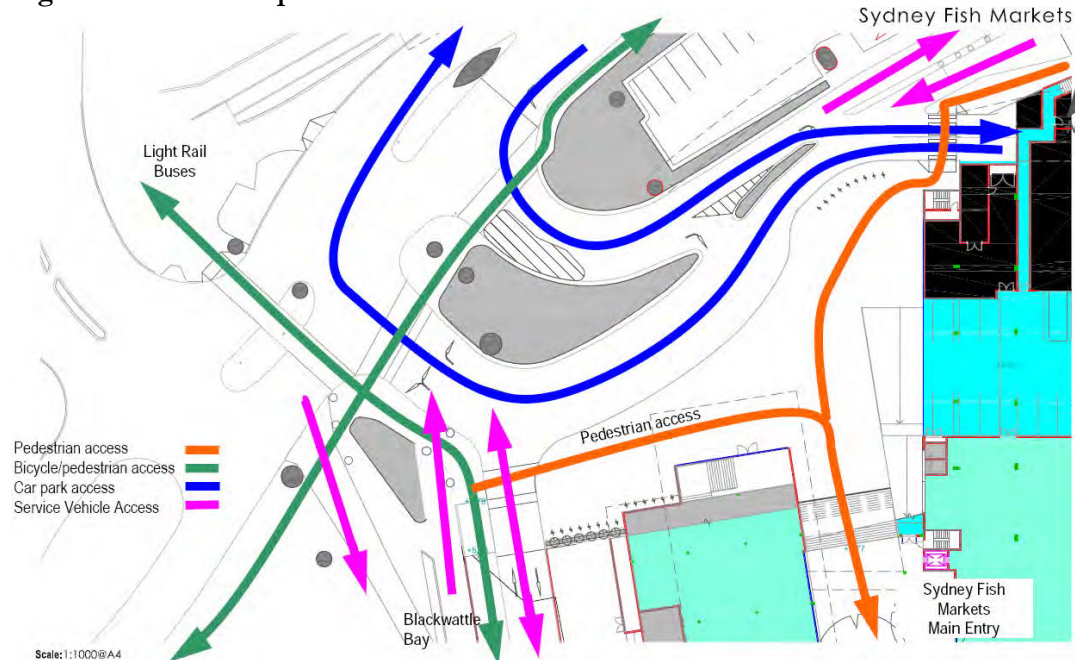 Sydney Fish Markets
Light Rail
Buses
Pedestrian access
Pedestrian access
Bicycle/pedestrian access
Car park access
Service Vehicle Access
Blackwattle
Bay
Sydney Fish
Markets
Main Entry
Scale:1:1000@A4